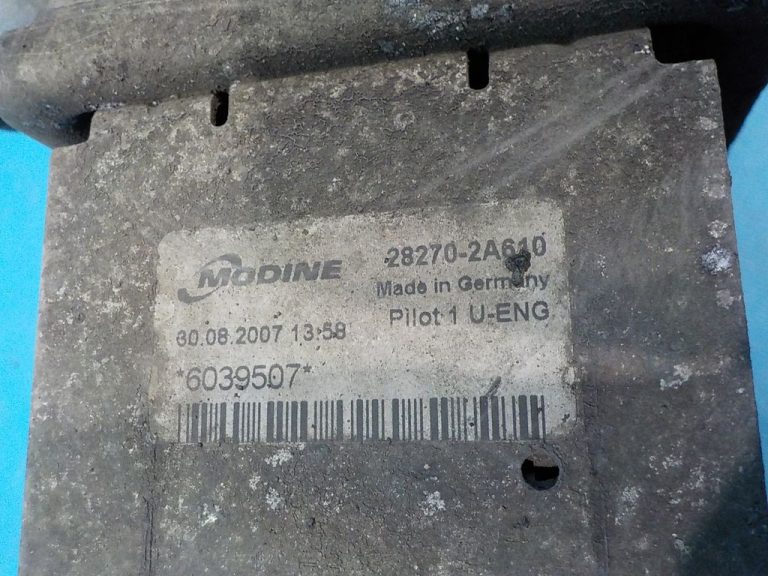 MODINE
28270-2A610
Made in Germany
30.08.2007 13:58
Pilot 1 U-ENG
*6039507*